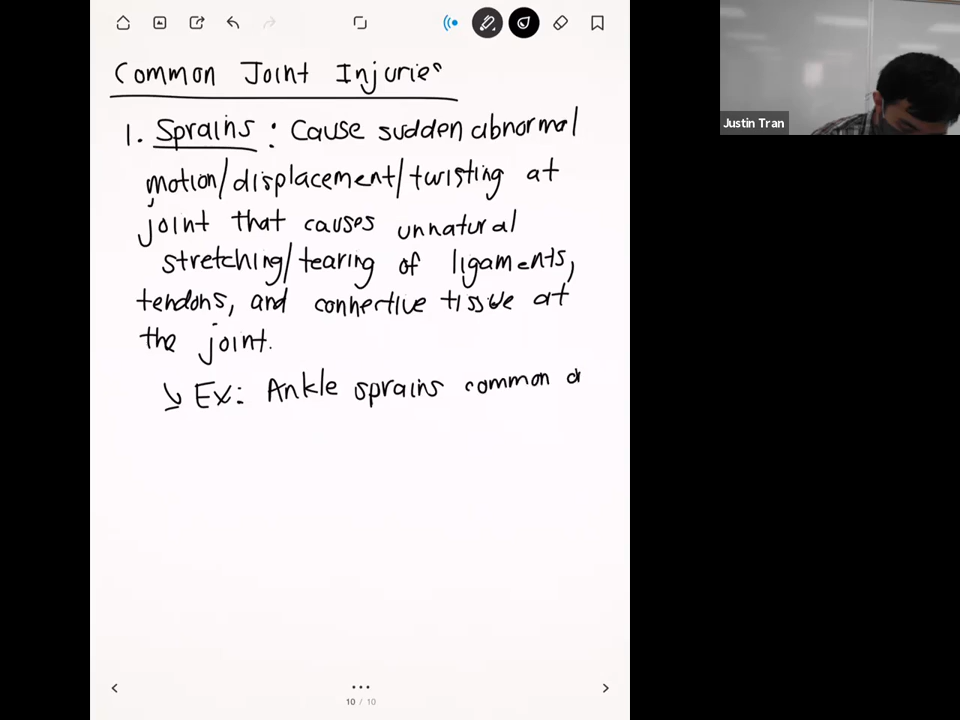 Common Joint Injuries
1. Sprains : Cause sudden abnormal
motion/displacement/twisting at
joint that causes unnatural
stretching/tearing of ligaments,
tendons, and connective tissue at
the joint.
↘ Ex: Ankle sprains common
10 / 10
Justin Tran